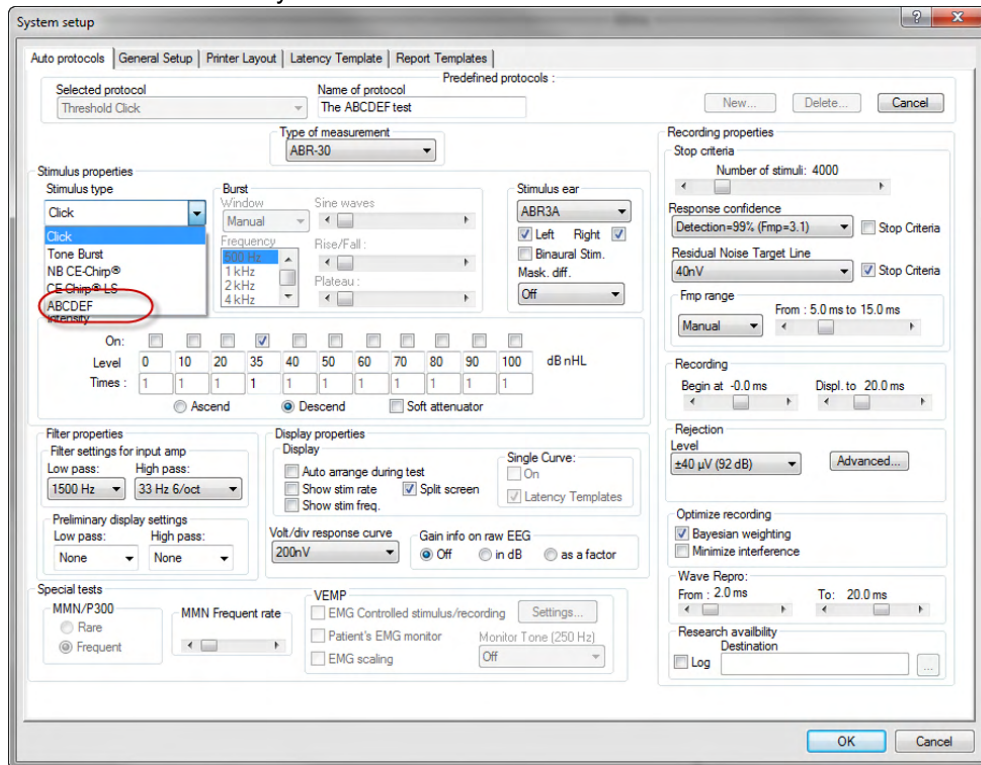 System setup
Auto protocols General Setup Printer Layout Latency Template Report Templates
Predefined protocols :
Selected protocol
Threshold Click
Name of protocol
The ABCDEF test
New... Delete... Cancel
Type of measurement
ABR-30
Stimulus properties
Stimulus type
Click
Click
Tone Burst
NB CE-Chirp®
CE-Chirp® LS
ABCDEF
Burst
Window
Manual
Sine waves
Frequency
500 Hz
1 kHz
2 kHz
4 kHz
Rise/Fall :
Plateau :
Stimulus ear
ABR3A
Left Right
Binaural Stim.
Mask. diff.
Off
Intensity
On:
Level 0 10 20 35 40 50 60 70 80 90 100 dB nHL
Times : 1 1 1 1 1 1 1 1 1 1 1
Ascend Descend Soft attenuator
Filter properties
Filter settings for input amp
Low pass: High pass:
1500 Hz 33 Hz 6/oct
Preliminary display settings
Low pass: High pass:
None None
Display properties
Display
Auto arrange during test
Show stim rate Split screen
Show stim freq.
Single Curve:
On
Latency Templates
Volt/div response curve
200nV
Gain info on raw EEG
Off in dB as a factor
Special tests
MMN/P300
Rare
Frequent
MMN Frequent rate
VEMP
EMG Controlled stimulus/recording Settings...
Patient's EMG monitor
EMG scaling
Monitor Tone (250 Hz)
Off
Recording properties
Stop criteria
Number of stimuli: 4000
Response confidence
Detection=99% (Fmp=3.1) Stop Criteria
Residual Noise Target Line
40nV Stop Criteria
Fmp range
From : 5.0 ms to 15.0 ms
Manual
Recording
Begin at -0.0 ms Displ. to 20.0 ms
Rejection
Level
±40 µV (92 dB) Advanced...
Optimize recording
Bayesian weighting
Minimize interference
Wave Repro:
From : 2.0 ms To: 20.0 ms
Research availbility
Destination
Log ...
OK Cancel